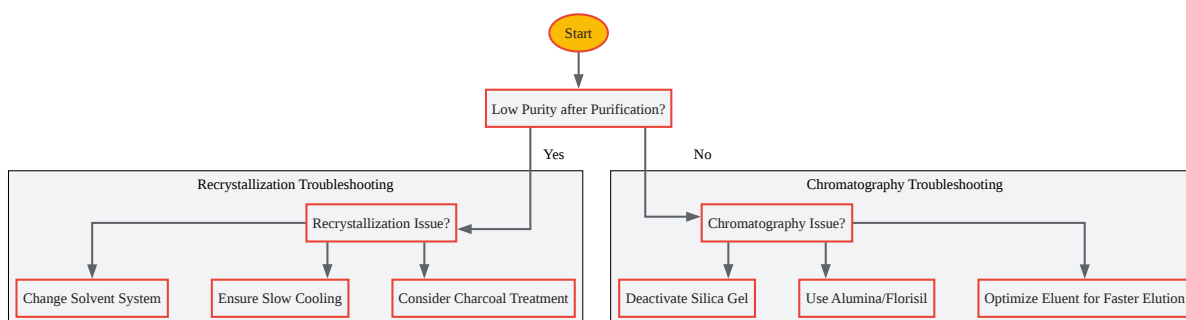 Start
Low Purity after Purification?
Yes
No
Recrystallization Troubleshooting
Chromatography Troubleshooting
Recrystallization Issue?
Chromatography Issue?
Change Solvent System
Ensure Slow Cooling
Consider Charcoal Treatment
Deactivate Silica Gel
Use Alumina/Florisil
Optimize Eluent for Faster Elution